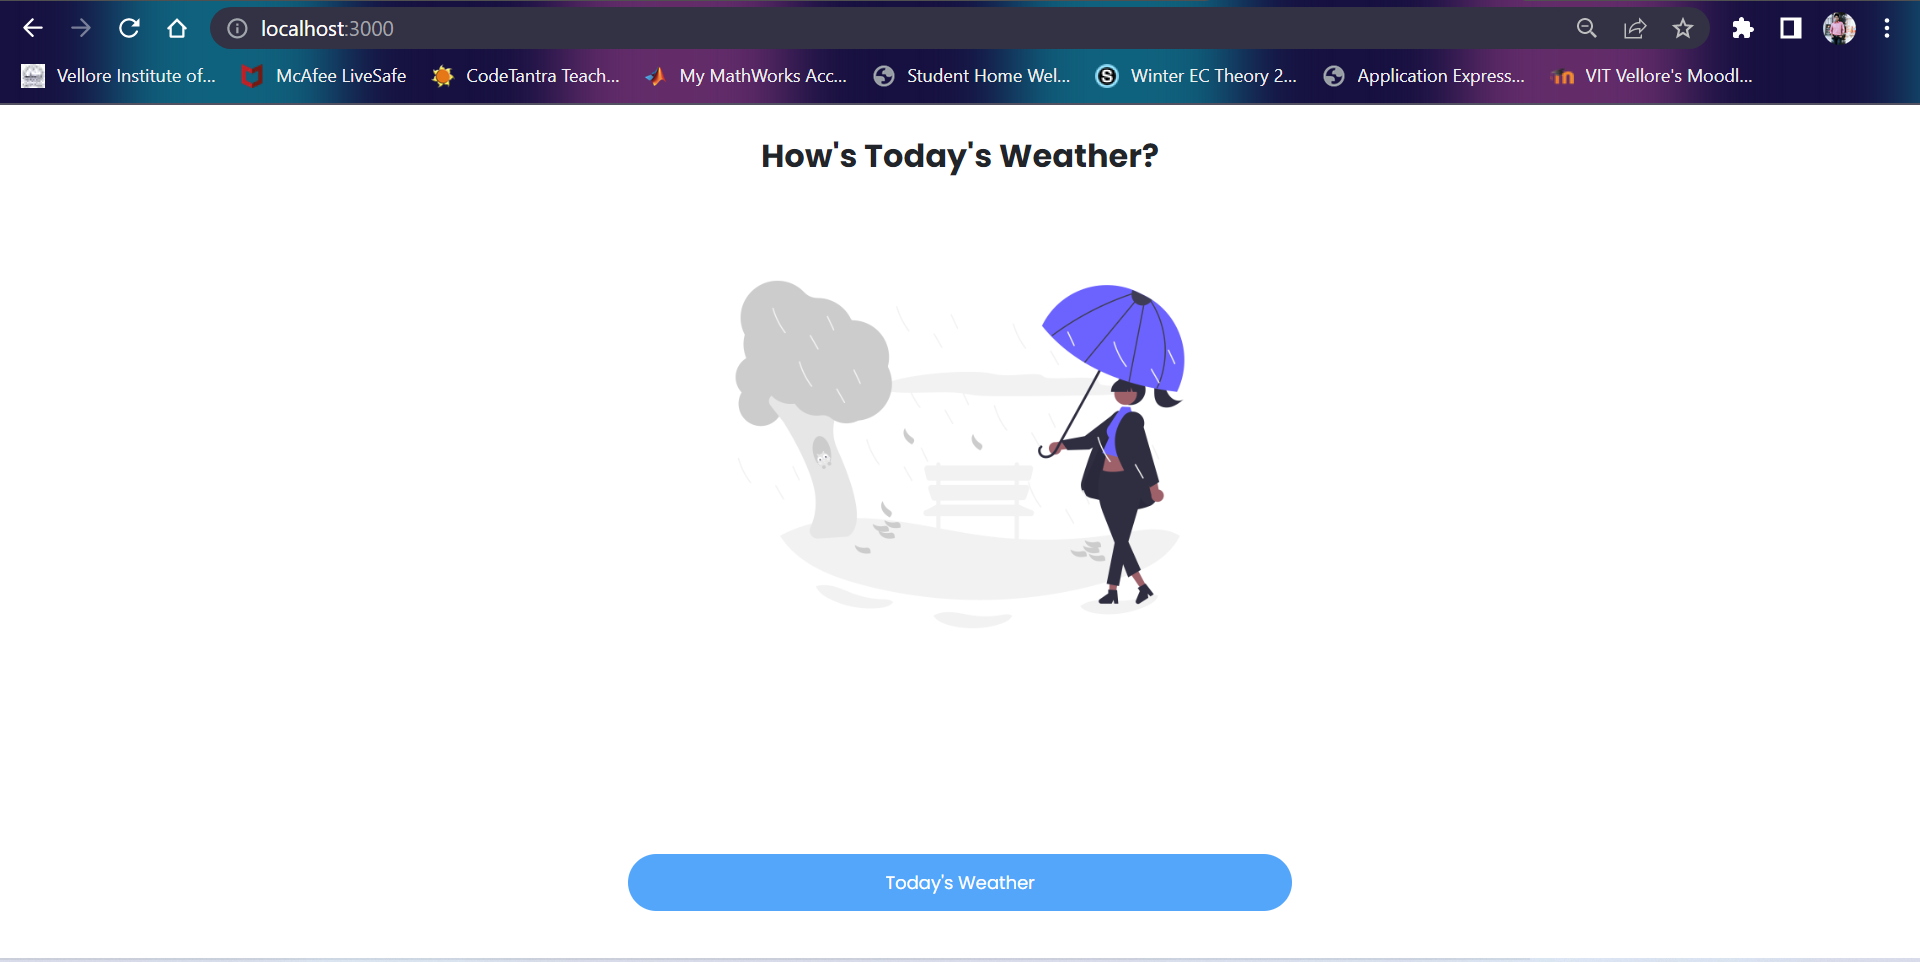 localhost:3000
Vellore Institute of... McAfee LiveSafe CodeTantra Teach... My MathWorks Acc... Student Home Wel... Winter EC Theory 2... Application Express... VIT Vellore's Moodl...
How's Today's Weather?
Today's Weather